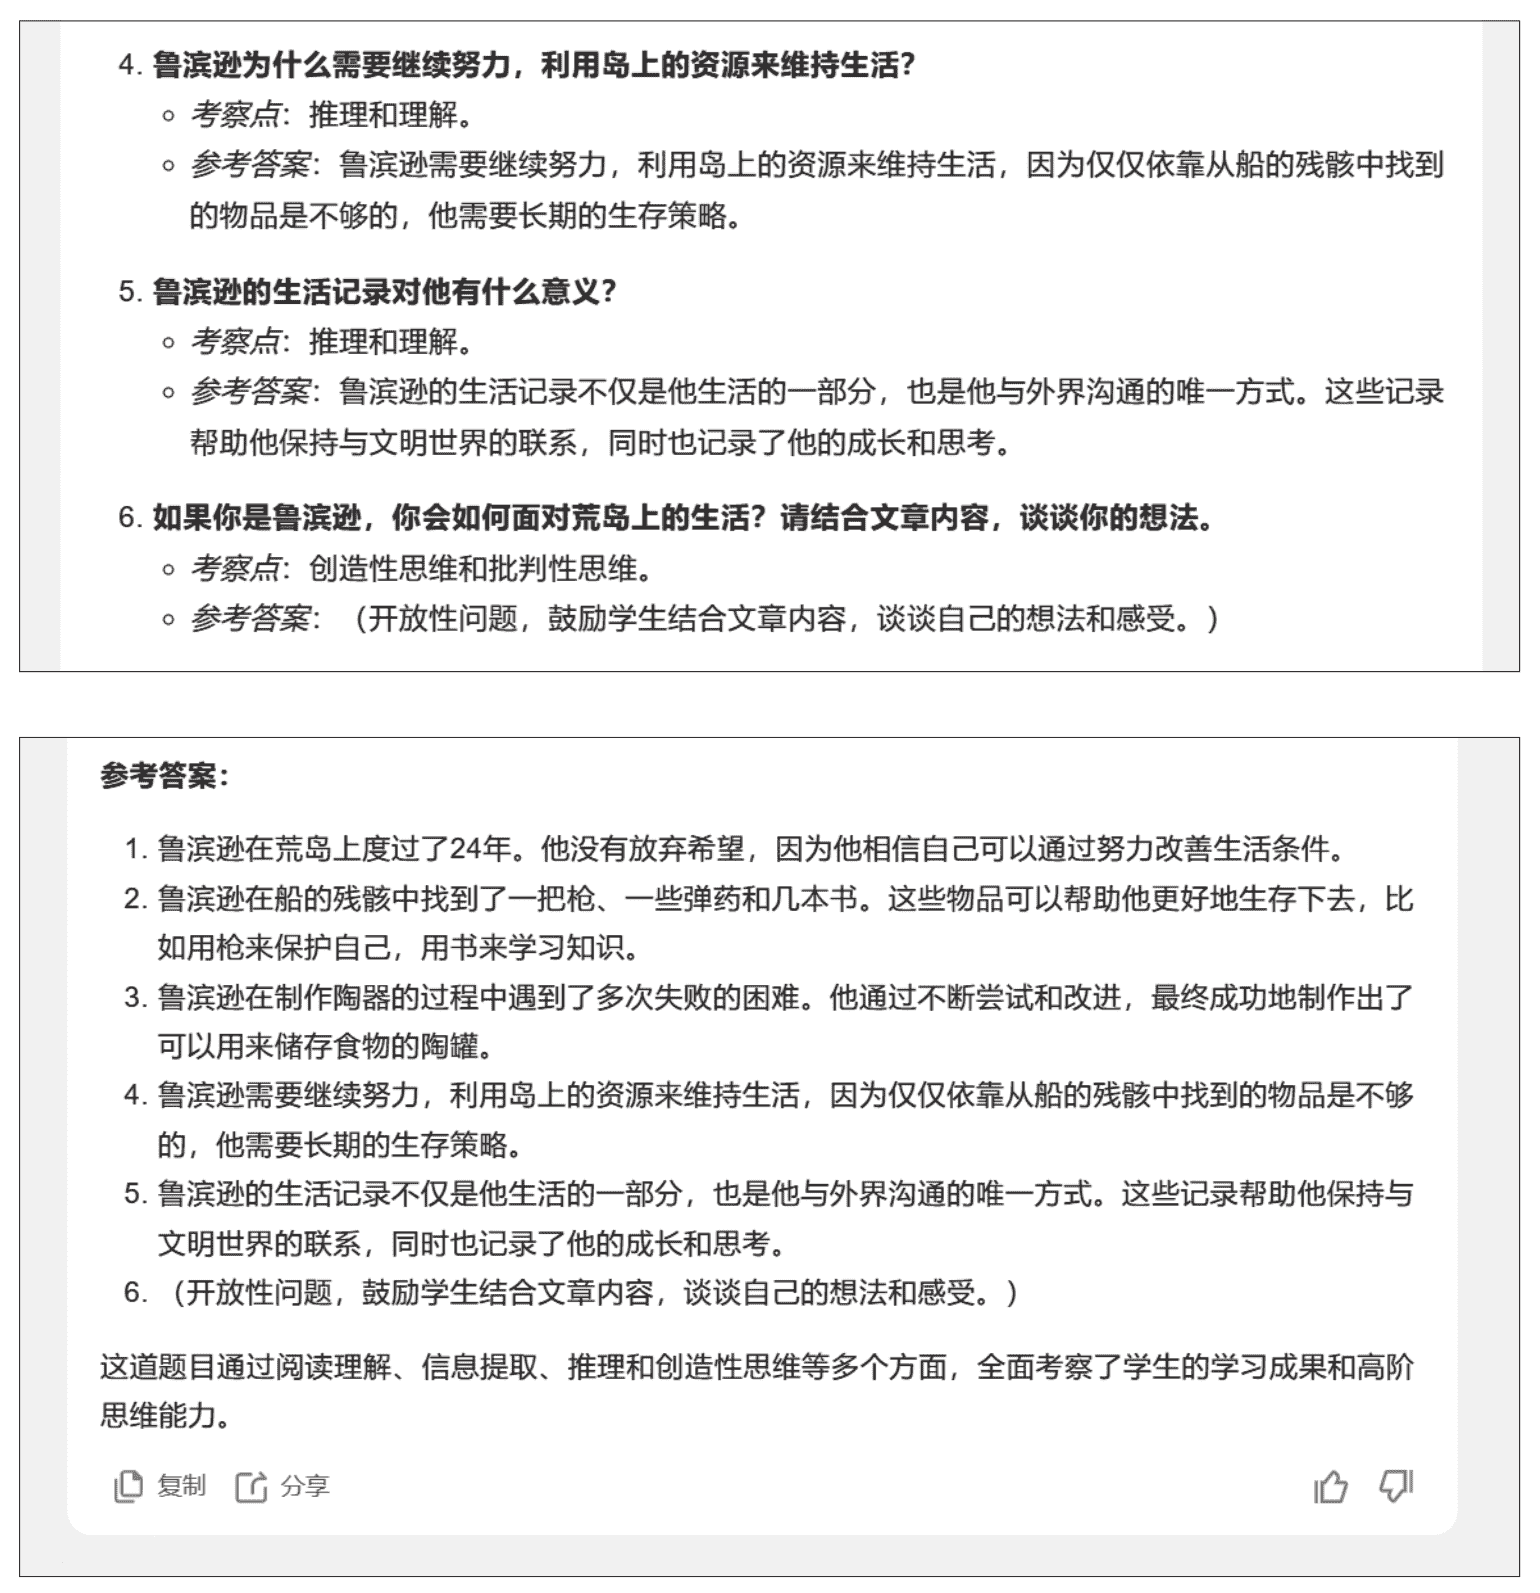 4. 鲁滨逊为什么需要继续努力，利用岛上的资源来维持生活？
○ 考察点：推理和理解。
○ 参考答案：鲁滨逊需要继续努力，利用岛上的资源来维持生活，因为仅仅依靠从船的残骸中找到
的物品是不够的，他需要长期的生存策略。
5. 鲁滨逊的生活记录对他有什么意义？
○ 考察点：推理和理解。
○ 参考答案：鲁滨逊的生活记录不仅是他生活的一部分，也是他与外界沟通的唯一方式。这些记录
帮助他保持与文明世界的联系，同时也记录了他的成长和思考。
6. 如果你是鲁滨逊，你会如何面对荒岛上的生活？请结合文章内容，谈谈你的想法。
○ 考察点：创造性思维和批判性思维。
○ 参考答案：（开放性问题，鼓励学生结合文章内容，谈谈自己的想法和感受。）
参考答案：
1. 鲁滨逊在荒岛上度过了24年。他没有放弃希望，因为他相信自己可以通过努力改善生活条件。
2. 鲁滨逊在船的残骸中找到了一把枪、一些弹药和几本书。这些物品可以帮助他更好地生存下去，比
如用枪来保护自己，用书来学习知识。
3. 鲁滨逊在制作陶器的过程中遇到了多次失败的困难。他通过不断尝试和改进，最终成功地制作出了
可以用来储存食物的陶罐。
4. 鲁滨逊需要继续努力，利用岛上的资源来维持生活，因为仅仅依靠从船的残骸中找到的物品是不够
的，他需要长期的生存策略。
5. 鲁滨逊的生活记录不仅是他生活的一部分，也是他与外界沟通的唯一方式。这些记录帮助他保持与
文明世界的联系，同时也记录了他的成长和思考。
6. （开放性问题，鼓励学生结合文章内容，谈谈自己的想法和感受。）
这道题目通过阅读理解、信息提取、推理和创造性思维等多个方面，全面考察了学生的学习成果和高阶
思维能力。
复制 分享